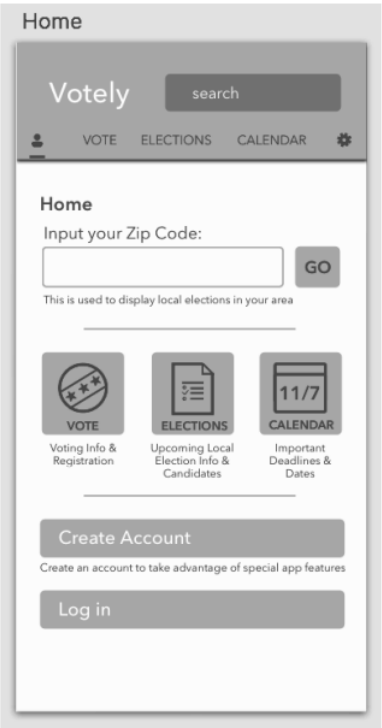 Home
Votely
search
VOTE ELECTIONS CALENDAR
Home
Input your Zip Code:
GO
This is used to display local elections in your area
VOTE
Voting Info &
Registration
ELECTIONS
Upcoming Local
Election Info &
Candidates
11/7
CALENDAR
Important
Deadlines &
Dates
Create Account
Create an account to take advantage of special app features
Log in